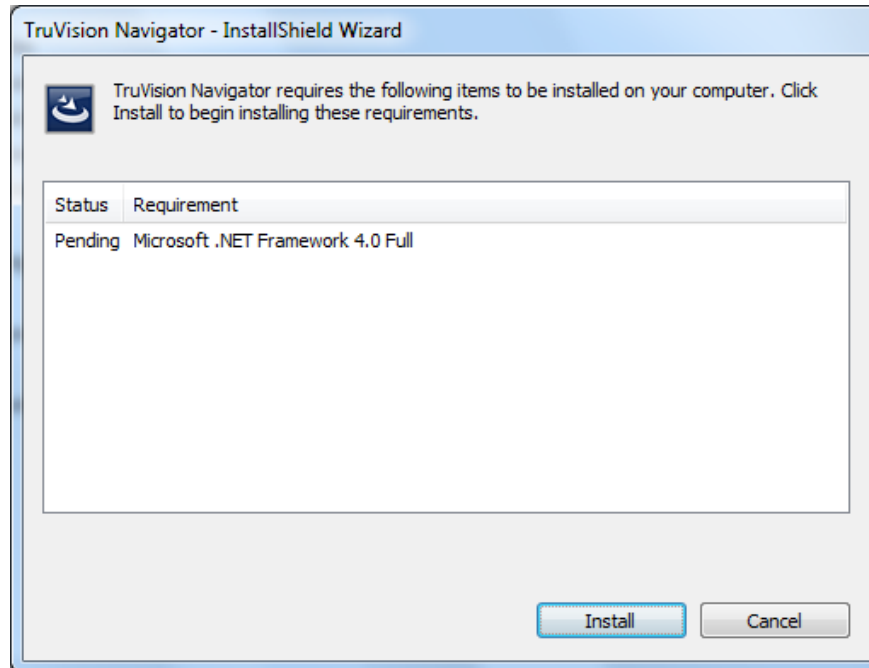 TruVision Navigator - InstallShield Wizard
TruVision Navigator requires the following items to be installed on your computer. Click
Install to begin installing these requirements.
Status Requirement
Pending Microsoft .NET Framework 4.0 Full
Install Cancel